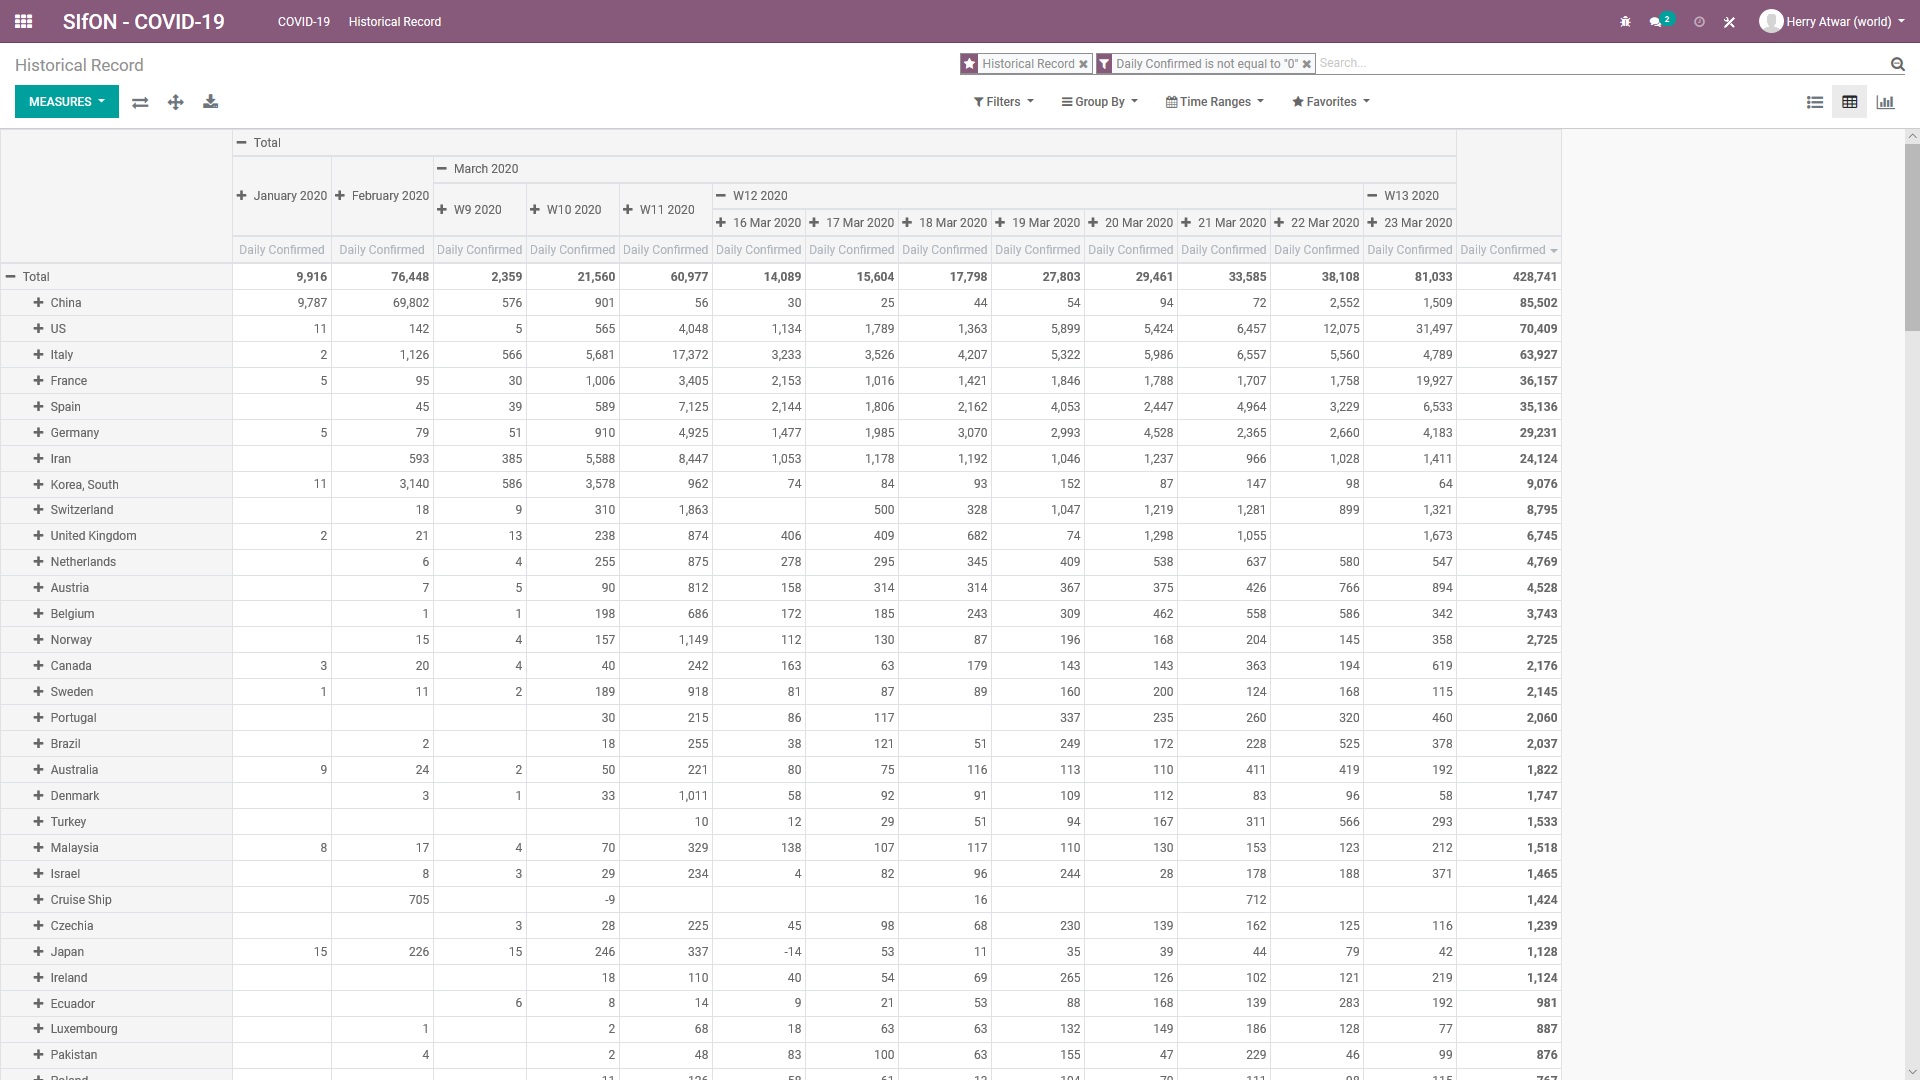 SIfON - COVID-19 COVID-19 Historical Record 2 Herry Atwar (world)
Historical Record Historical Record Daily Confirmed is not equal to "0" Search...
MEASURES Filters Group By Time Ranges Favorites
Total
March 2020
January 2020 February 2020 W9 2020 W10 2020 W11 2020 W12 2020 W13 2020
16 Mar 2020 17 Mar 2020 18 Mar 2020 19 Mar 2020 20 Mar 2020 21 Mar 2020 22 Mar 2020 23 Mar 2020
Daily Confirmed Daily Confirmed Daily Confirmed Daily Confirmed Daily Confirmed Daily Confirmed Daily Confirmed Daily Confirmed Daily Confirmed Daily Confirmed Daily Confirmed Daily Confirmed Daily Confirmed Daily Confirmed
Total 9,916 76,448 2,359 21,560 60,977 14,089 15,604 17,798 27,803 29,461 33,585 38,108 81,033 428,741
China 9,787 69,802 576 901 56 30 25 44 54 94 72 2,552 1,509 85,502
US 11 142 5 565 4,048 1,134 1,789 1,363 5,899 5,424 6,457 12,075 31,497 70,409
Italy 2 1,126 566 5,681 17,372 3,233 3,526 4,207 5,322 5,986 6,557 5,560 4,789 63,927
France 5 95 30 1,006 3,405 2,153 1,016 1,421 1,846 1,788 1,707 1,758 19,927 36,157
Spain 45 39 589 7,125 2,144 1,806 2,162 4,053 2,447 4,964 3,229 6,533 35,136
Germany 5 79 51 910 4,925 1,477 1,985 3,070 2,993 4,528 2,365 2,660 4,183 29,231
Iran 593 385 5,588 8,447 1,053 1,178 1,192 1,046 1,237 966 1,028 1,411 24,124
Korea, South 11 3,140 586 3,578 962 74 84 93 152 87 147 98 64 9,076
Switzerland 18 9 310 1,863 500 328 1,047 1,219 1,281 899 1,321 8,795
United Kingdom 2 21 13 238 874 406 409 682 74 1,298 1,055 1,673 6,745
Netherlands 6 4 255 875 278 295 345 409 538 637 580 547 4,769
Austria 7 5 90 812 158 314 314 367 375 426 766 894 4,528
Belgium 1 1 198 686 172 185 243 309 462 558 586 342 3,743
Norway 15 4 157 1,149 112 130 87 196 168 204 145 358 2,725
Canada 3 20 4 40 242 163 63 179 143 143 363 194 619 2,176
Sweden 1 11 2 189 918 81 87 89 160 200 124 168 115 2,145
Portugal 30 215 86 117 337 235 260 320 460 2,060
Brazil 2 18 255 38 121 51 249 172 228 525 378 2,037
Australia 9 24 2 50 221 80 75 116 113 110 411 419 192 1,822
Denmark 3 1 33 1,011 58 92 91 109 112 83 96 58 1,747
Turkey 10 12 29 51 94 167 311 566 293 1,533
Malaysia 8 17 4 70 329 138 107 117 110 130 153 123 212 1,518
Israel 8 3 29 234 4 82 96 244 28 178 188 371 1,465
Cruise Ship 705 -9 16 712 1,424
Czechia 3 28 225 45 98 68 230 139 162 125 116 1,239
Japan 15 226 15 246 337 -14 53 11 35 39 44 79 42 1,128
Ireland 18 110 40 54 69 265 126 102 121 219 1,124
Ecuador 6 8 14 9 21 53 88 168 139 283 192 981
Luxembourg 1 2 68 18 63 63 132 149 186 128 77 887
Pakistan 4 2 48 83 100 63 155 47 229 46 99 876